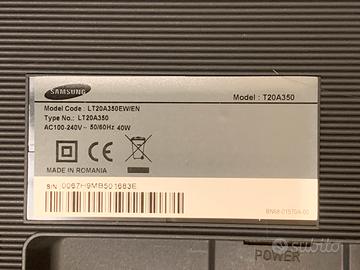 SAMSUNG
Model : T20A350
Model Code : LT20A350EW/EN
Type No.: LT20A350
AC100-240V~ 50/60Hz 40W
MADE IN ROMANIA
S/N: 0067H9MB501683E
BN68-01570A-00
POWER
subito